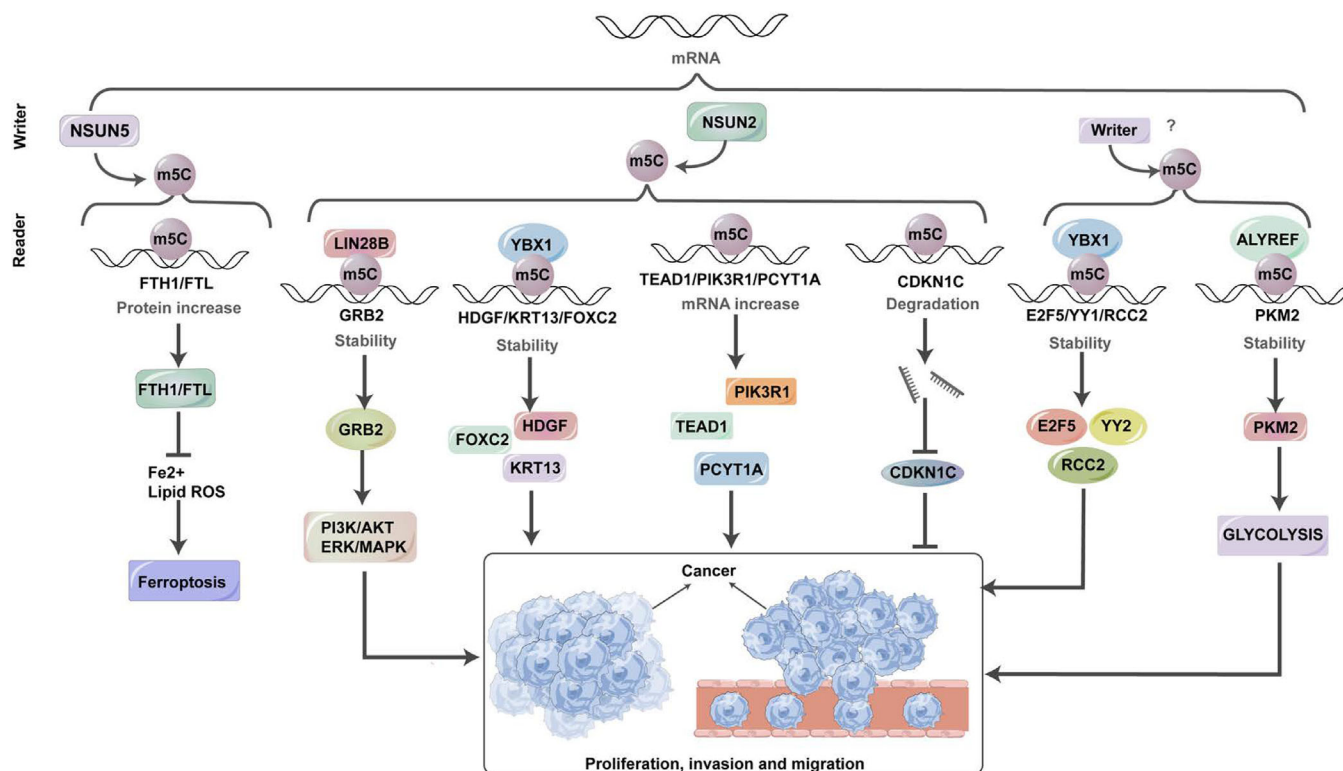 mRNA
Writer
NSUN5
NSUN2
Writer ?
m5C
m5C
m5C
Reader
m5C
FTH1/FTL
Protein increase
FTH1/FTL
Fe2+
Lipid ROS
Ferroptosis
LIN28B
m5C
GRB2
Stability
GRB2
PI3K/AKT
ERK/MAPK
YBX1
m5C
HDGF/KRT13/FOXC2
Stability
HDGF
FOXC2
KRT13
m5C
TEAD1/PIK3R1/PCYT1A
mRNA increase
PIK3R1
TEAD1
PCYT1A
m5C
CDKN1C
Degradation
CDKN1C
YBX1
m5C
E2F5/YY1/RCC2
Stability
E2F5
YY2
RCC2
ALYREF
m5C
PKM2
Stability
PKM2
GLYCOLYSIS
Cancer
Proliferation, invasion and migration